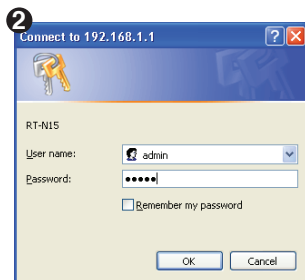 2
Connect to 192.168.1.1
RT-N15
User name: admin
Password: •••••
Remember my password
OK Cancel